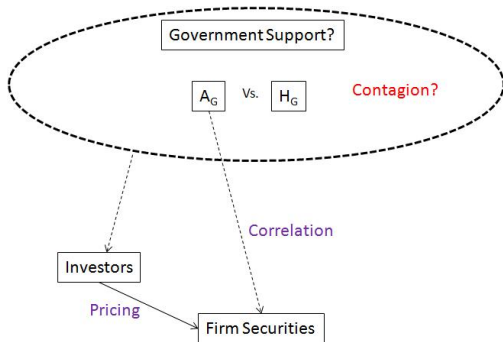 Government Support?
A_G Vs. H_G Contagion?
Correlation
Investors
Pricing
Firm Securities